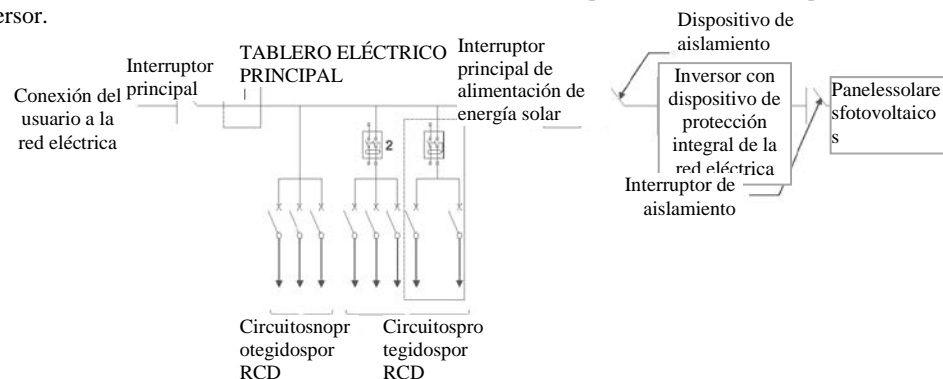 ersor.
Conexión del
usuario a la
red eléctrica
Interruptor
principal
TABLERO ELÉCTRICO
PRINCIPAL
Interruptor
principal de
alimentación de
energía solar
Dispositivo de
aislamiento
Inversor con
dispositivo de
protección
integral de la
red eléctrica
Panelessolare
sfotovoltaico
s
Interruptor de
aislamiento
2
Circuitosnopr
otegidospor
RCD
Circuitospro
tegidospor
RCD